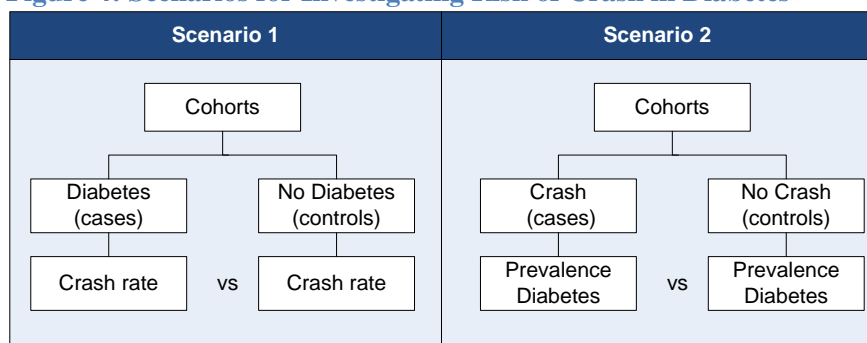 Scenario 1
Scenario 2
Cohorts
Diabetes
(cases)
No Diabetes
(controls)
Crash rate
vs
Crash rate
Cohorts
Crash
(cases)
No Crash
(controls)
Prevalence
Diabetes
vs
Prevalence
Diabetes